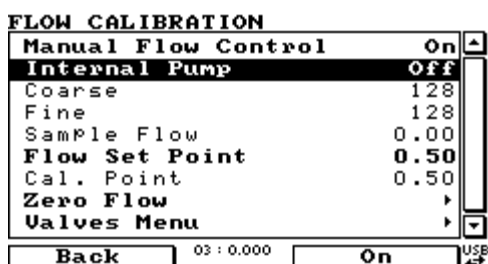 FLOW CALIBRATION
Manual Flow Control On
Internal Pump Off
Coarse 128
Fine 128
Sample Flow 0.00
Flow Set Point 0.50
Cal. Point 0.50
Zero Flow
Valves Menu
Back 03:0.000 On USB